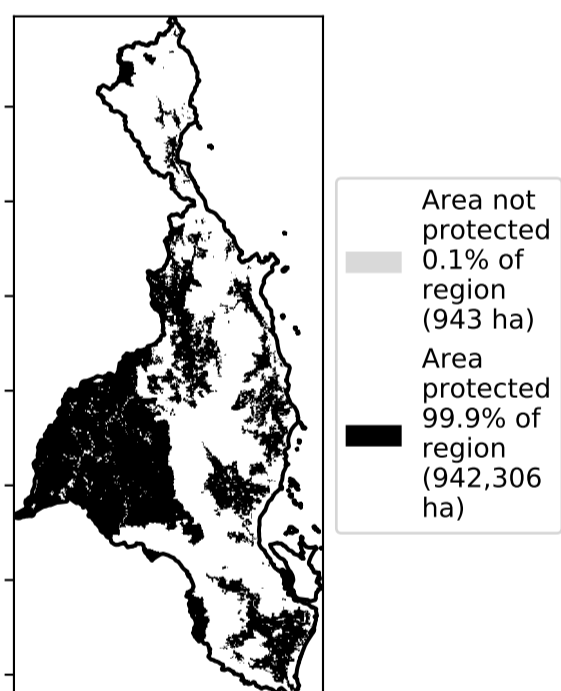 Area not
protected
0.1% of
region
(943 ha)
Area
protected
99.9% of
region
(942,306
ha)